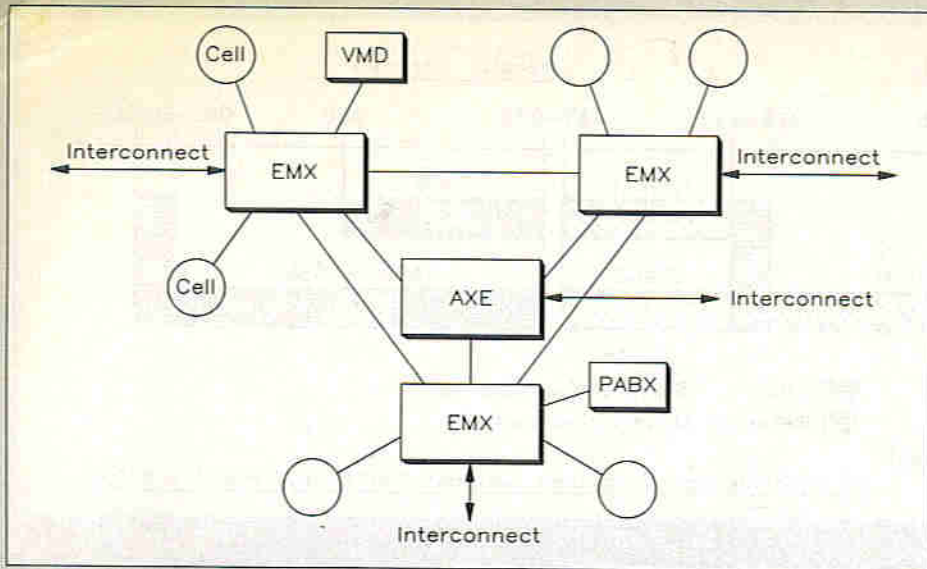 Cell
VMD
Interconnect
EMX
EMX
Interconnect
Cell
AXE
Interconnect
PABX
EMX
Interconnect